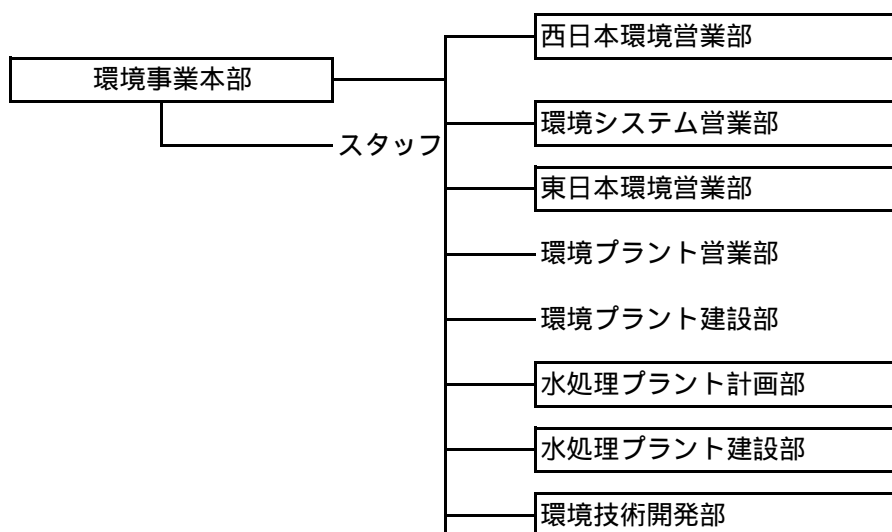 西日本環境営業部
環境事業本部
環境システム営業部
スタッフ
東日本環境営業部
環境プラント営業部
環境プラント建設部
水処理プラント計画部
水処理プラント建設部
環境技術開発部